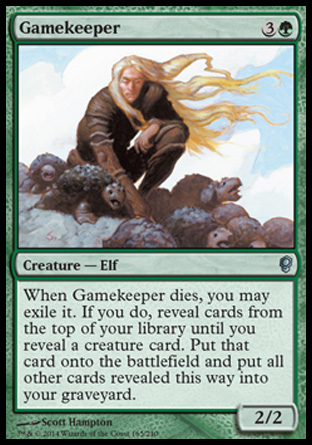 Gamekeeper 3
Creature — Elf
When Gamekeeper dies, you may
exile it. If you do, reveal cards from
the top of your library until you
reveal a creature card. Put that
card onto the battlefield and put all
other cards revealed this way into
your graveyard.
Scott Hampton
™ & © 2014 Wizards of the Coast 165/210
2/2